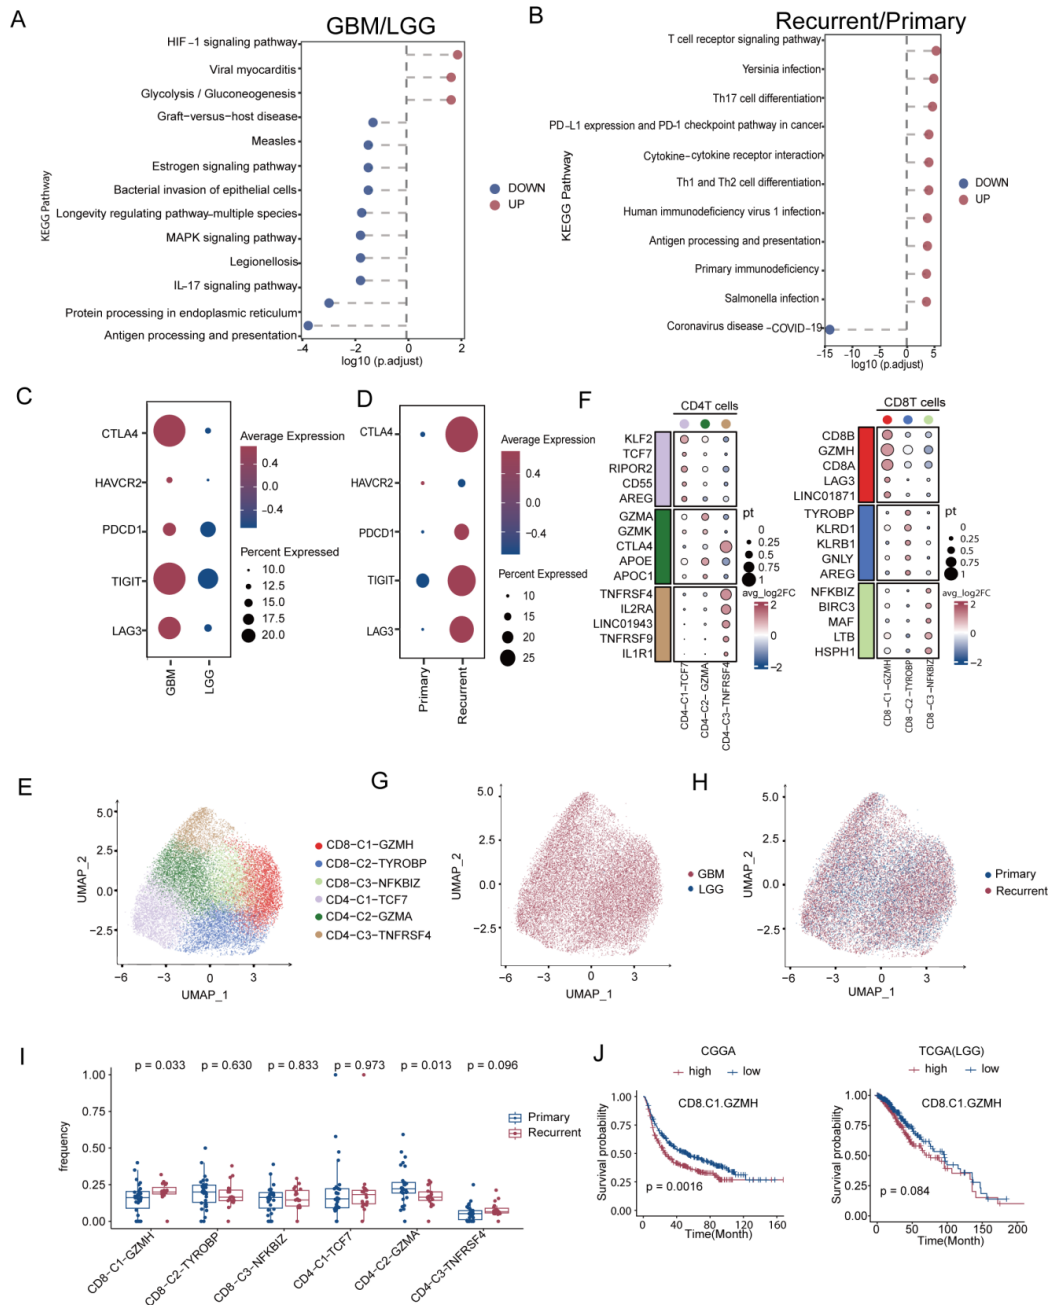 A
GBM/LGG
HIF-1 signaling pathway
Viral myocarditis
Glycolysis / Gluconeogenesis
Graft-versus-host disease
Measles
Estrogen signaling pathway
Bacterial invasion of epithelial cells
Longevity regulating pathway-multiple species
MAPK signaling pathway
Legionellosis
IL-17 signaling pathway
Protein processing in endoplasmic reticulum
Antigen processing and presentation
KEGG Pathway
-4 -2 0 2
log10 (p.adjust)
DOWN
UP
B
Recurrent/Primary
T cell receptor signaling pathway
Yersinia infection
Th17 cell differentiation
PD-L1 expression and PD-1 checkpoint pathway in cancer
Cytokine-cytokine receptor interaction
Th1 and Th2 cell differentiation
Human immunodeficiency virus 1 infection
Antigen processing and presentation
Primary immunodeficiency
Salmonella infection
Coronavirus disease -COVID-19
KEGG Pathway
-15 -10 -5 0 5
log10 (p.adjust)
DOWN
UP
C
CTLA4
HAVCR2
PDCD1
TIGIT
LAG3
GBM
LGG
Average Expression
0.4
0.0
-0.4
Percent Expressed
10.0
12.5
15.0
17.5
20.0
D
CTLA4
HAVCR2
PDCD1
TIGIT
LAG3
Primary
Recurrent
Average Expression
0.4
0.0
-0.4
Percent Expressed
10
15
20
25
F
CD4T cells
KLF2
TCF7
RIPOR2
CD55
AREG
GZMA
GZMK
CTLA4
APOE
APOC1
TNFRSF4
IL2RA
LINC01943
TNFRSF9
IL1R1
CD4-C1-TCF7
CD4-C2-GZMA
CD4-C3-TNFRSF4
pt
0
0.25
0.5
0.75
1
avg_log2FC
2
0
-2
CD8T cells
CD8B
GZMH
CD8A
LAG3
LINC01871
TYROBP
KLRD1
KLRB1
GNLY
AREG
NFKBIZ
BIRC3
MAF
LTB
HSPH1
CD8-C1-GZMH
CD8-C2-TYROBP
CD8-C3-NFKBIZ
pt
0
0.25
0.5
0.75
1
avg_log2FC
2
0
-2
E
5.0
2.5
0.0
-2.5
UMAP_2
-6 -3 0 3
UMAP_1
CD8-C1-GZMH
CD8-C2-TYROBP
CD8-C3-NFKBIZ
CD4-C1-TCF7
CD4-C2-GZMA
CD4-C3-TNFRSF4
G
5.0
2.5
0.0
-2.5
UMAP_2
-6 -3 0 3
UMAP_1
GBM
LGG
H
5.0
2.5
0.0
-2.5
UMAP_2
-6 -3 0 3
UMAP_1
Primary
Recurrent
I
p = 0.033 p = 0.630 p = 0.833 p = 0.973 p = 0.013 p = 0.096
1.00
0.75
0.50
0.25
0.00
frequency
Primary
Recurrent
CD8-C1-GZMH
CD8-C2-TYROBP
CD8-C3-NFKBIZ
CD4-C1-TCF7
CD4-C2-GZMA
CD4-C3-TNFRSF4
J
CGGA
high low
CD8.C1.GZMH
1.00
0.75
0.50
0.25
0.00
Survival probability
p = 0.0016
0 40 80 120 160
Time(Month)
TCGA(LGG)
high low
CD8.C1.GZMH
1.00
0.75
0.50
0.25
0.00
Survival probability
p = 0.084
0 50 100 150 200
Time(Month)